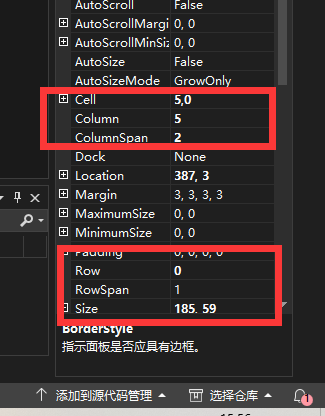 AutoScroll False
AutoScrollMargi 0, 0
AutoScrollMinSiz 0, 0
AutoSize False
AutoSizeMode GrowOnly
Cell 5,0
Column 5
ColumnSpan 2
Dock None
Location 387, 3
Margin 3, 3, 3, 3
MaximumSize 0, 0
MinimumSize 0, 0
Padding 0, 0, 0, 0
Row 0
RowSpan 1
Size 185, 59
BorderStyle
指示面板是否应具有边框。
添加到源代码管理 选择仓库 1